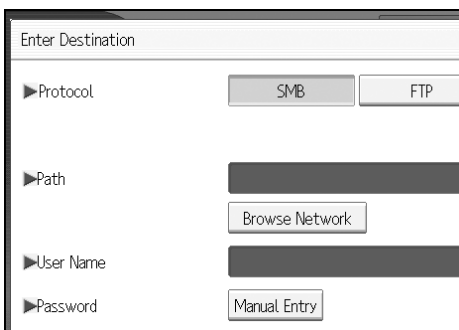 Enter Destination
▶Protocol SMB FTP
▶Path
Browse Network
▶User Name
▶Password Manual Entry